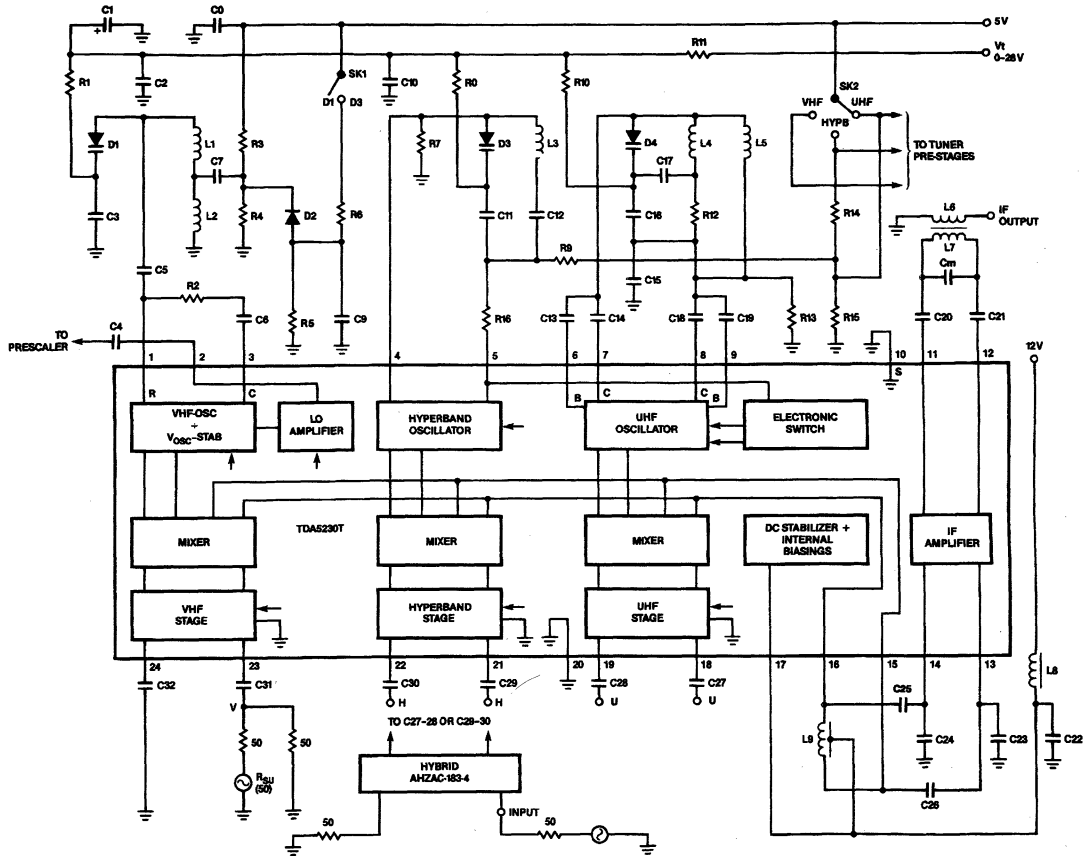 C1
C0
5V
+
R11
Vt
0–28V
R1
C2
SK1
C10
R0
R10
SK2
D1
D3
VHF
UHF
HYPB
D1
L1
R3
R7
D3
L3
D4
C17
L4
L5
TO TUNER
PRE-STAGES
C7
C3
L2
R4
D2
R6
C11
C12
C16
R12
R14
L6
IF
OUTPUT
L7
Cm
C5
R9
C15
R2
C6
R5
C9
R16
C13
C14
C18
C19
R13
R15
C20
C21
TO
PRESCALER
C4
12V
1
2
3
4
5
6
7
8
9
10
11
12
S
R
C
B
C
C
B
VHF-OSC
+
VOSC-STAB
LO
AMPLIFIER
HYPERBAND
OSCILLATOR
UHF
OSCILLATOR
ELECTRONIC
SWITCH
MIXER
TDA5230T
MIXER
MIXER
DC STABILIZER +
INTERNAL
BIASINGS
IF
AMPLIFIER
VHF
STAGE
HYPERBAND
STAGE
UHF
STAGE
24
23
22
21
20
19
18
17
16
15
14
13
C32
C31
C30
C29
C28
C27
L8
V
H
H
U
U
C25
TO C27–28 OR C29–30
50
50
L9
C24
C23
C22
RSU
(50)
HYBRID
AHZAC-183-4
C26
INPUT
50
50